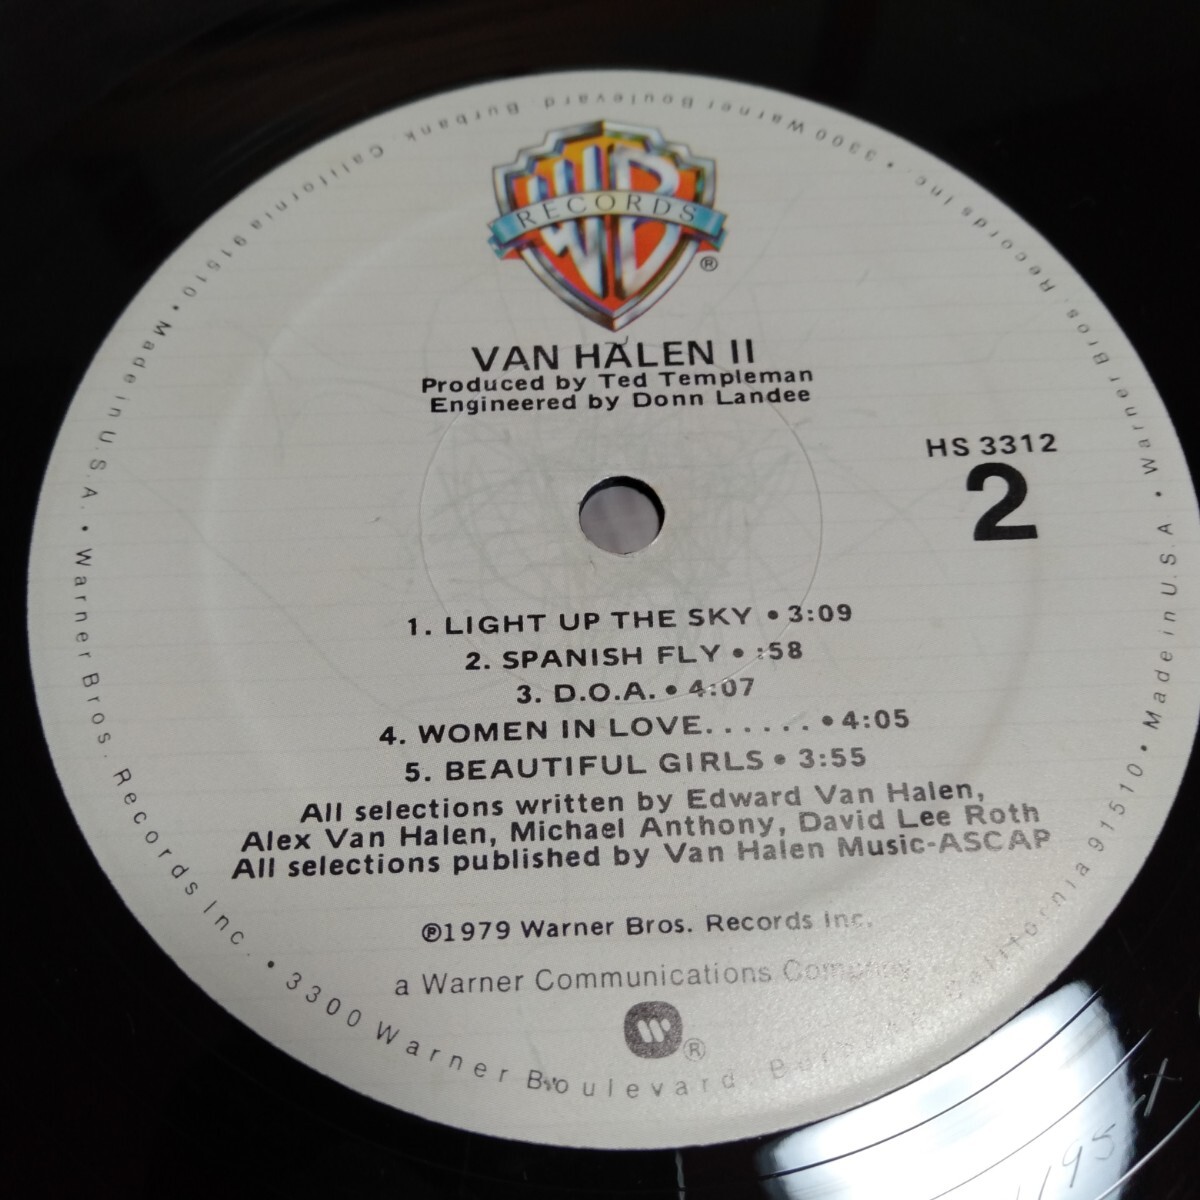 WB
RECORDS
®
VAN HALEN II
Produced by Ted Templeman
Engineered by Donn Landee
HS 3312
2
1. LIGHT UP THE SKY • 3:09
2. SPANISH FLY • :58
3. D.O.A. • 4:07
4. WOMEN IN LOVE...... • 4:05
5. BEAUTIFUL GIRLS • 3:55
All selections written by Edward Van Halen,
Alex Van Halen, Michael Anthony, David Lee Roth
All selections published by Van Halen Music-ASCAP
℗1979 Warner Bros. Records Inc.
a Warner Communications Company
®
Warner Bros. Records Inc. • 3300 Warner Boulevard, Burbank, California 91510 • Made in U.S.A. • Warner Bros. Records Inc. • 3300 Warner Boulevard, Burbank, California 91510 • Made in U.S.A •